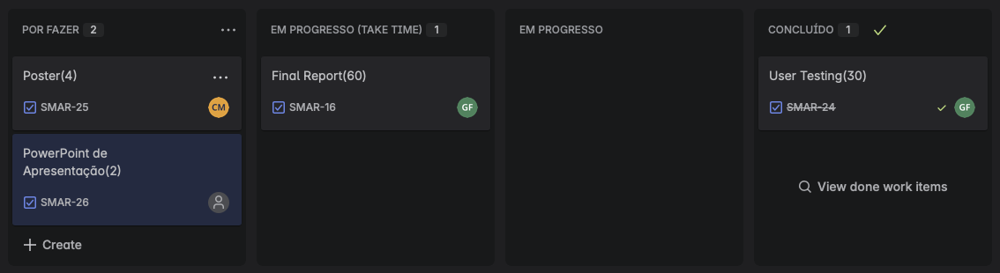 POR FAZER 2
Poster(4)
SMAR-25
CM
PowerPoint de
Apresentação(2)
SMAR-26
Create
EM PROGRESSO (TAKE TIME) 1
Final Report(60)
SMAR-16
GF
EM PROGRESSO
CONCLUÍDO 1
User Testing(30)
SMAR-24
GF
View done work items